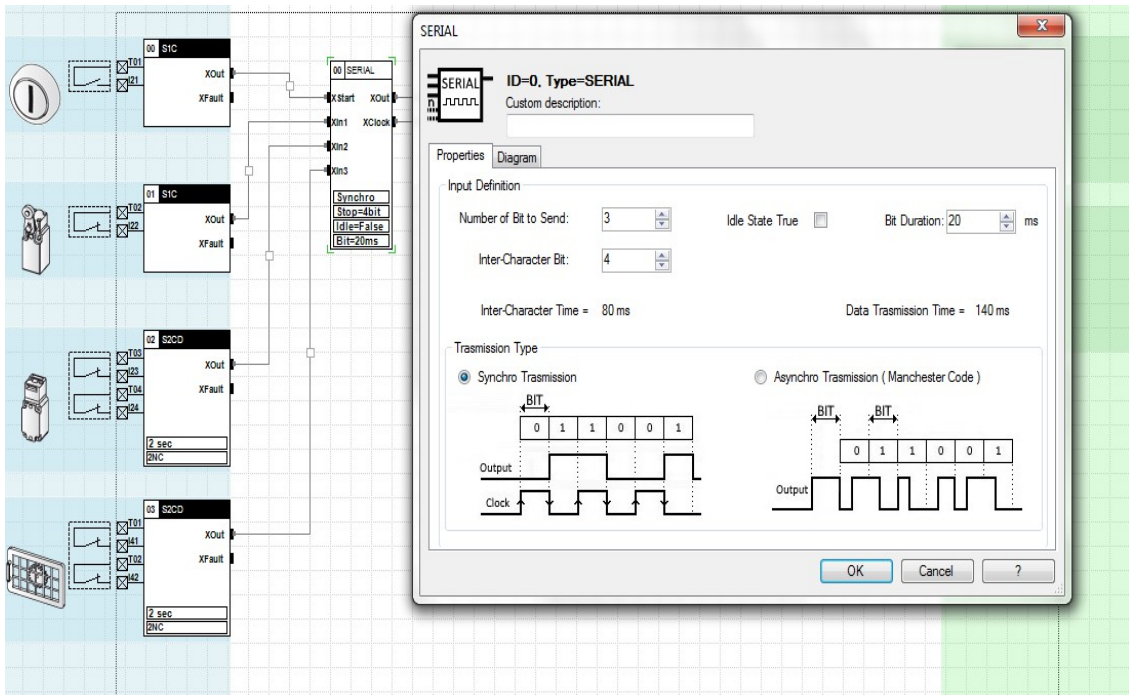 00 S1C
T01
I21
XOut
XFault
01 S1C
T02
I22
XOut
XFault
02 S2CD
T03
I23
T04
I24
XOut
XFault
2 sec
2NC
03 S2CD
T01
I41
T02
I42
XOut
XFault
2 sec
2NC
00 SERIAL
XStart XOut
XIn1 XClock
XIn2
XIn3
Synchro
Stop=4bit
Idle=False
Bit=20ms
SERIAL
SERIAL
ID=0, Type=SERIAL
Custom description:
Properties Diagram
Input Definition
Number of Bit to Send: 3 Idle State True Bit Duration: 20 ms
Inter-Character Bit: 4
Inter-Character Time = 80 ms Data Trasmission Time = 140 ms
Trasmission Type
Synchro Trasmission Asynchro Trasmission ( Manchester Code )
BIT
0 1 1 0 0 1
Output
Clock
BIT BIT
0 1 1 0 0 1
Output
OK Cancel ?